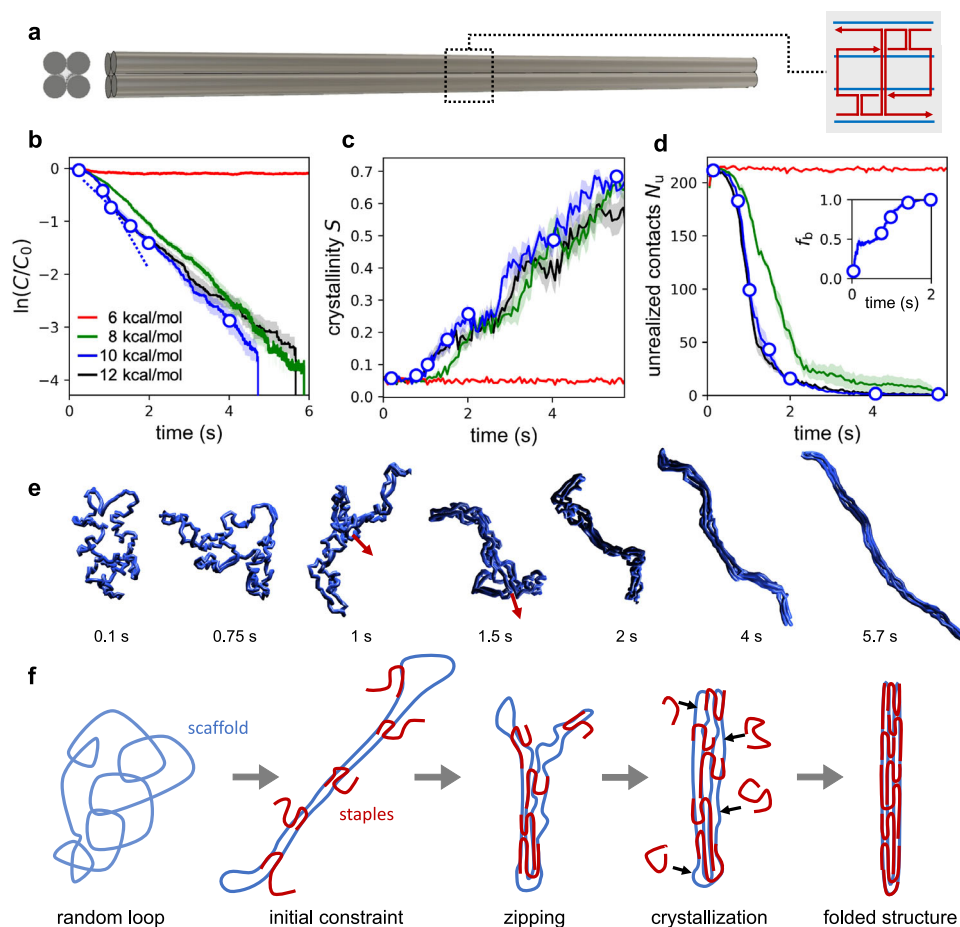 a
b
c
d
0
−1
−2
−3
−4
ln(C/C₀)
6 kcal/mol
8 kcal/mol
10 kcal/mol
12 kcal/mol
0 2 4 6
time (s)
0.7
0.6
0.5
0.4
0.3
0.2
0.1
0.0
crystallinity S
0 2 4
time (s)
200
150
100
50
0
unrealized contacts Nᵤ
1.0
0.5
0
f_b
0 2
time (s)
0 2 4
time (s)
e
0.1 s 0.75 s 1 s 1.5 s 2 s 4 s 5.7 s
f
scaffold
staples
random loop initial constraint zipping crystallization folded structure